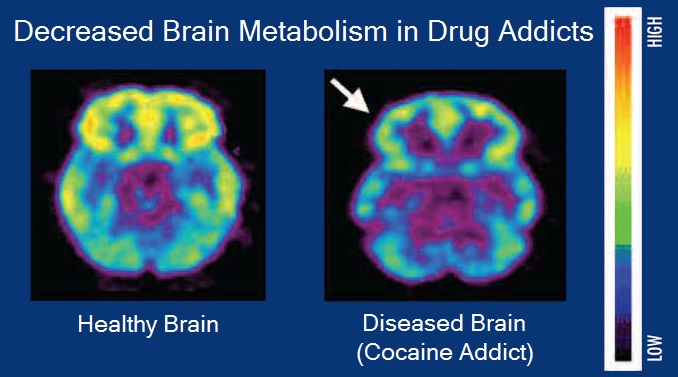 Decreased Brain Metabolism in Drug Addicts
HIGH
LOW
Healthy Brain
Diseased Brain
(Cocaine Addict)